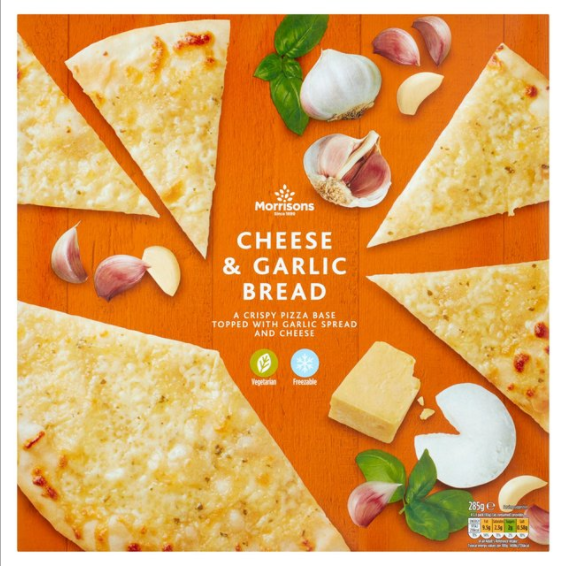 Morrisons
Since 1899
CHEESE
& GARLIC
BREAD
A CRISPY PIZZA BASE
TOPPED WITH GARLIC SPREAD
AND CHEESE
Vegetarian
Freezable
285g e